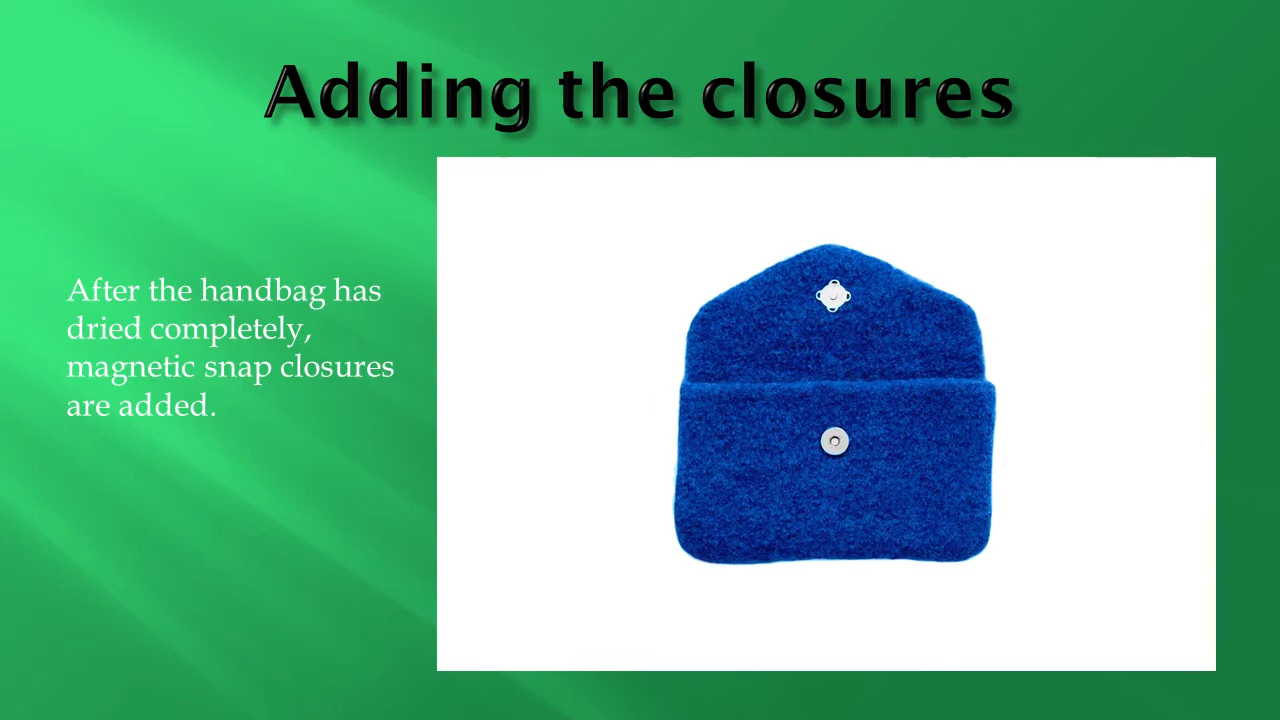 Adding the closures
After the handbag has
dried completely,
magnetic snap closures
are added.